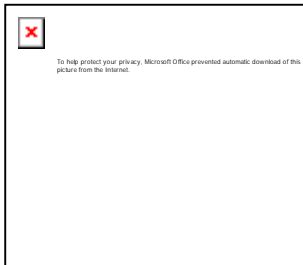 To help protect your privacy, Microsoft Office prevented automatic download of this
picture from the Internet.